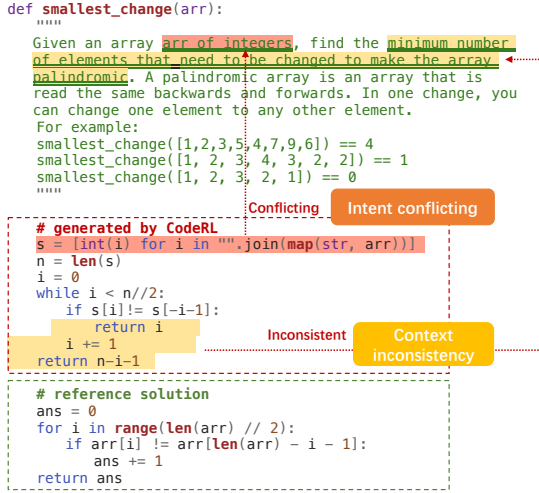 def smallest_change(arr):
"""
Given an array arr of integers, find the minimum number
of elements that need to be changed to make the array
palindromic. A palindromic array is an array that is
read the same backwards and forwards. In one change, you
can change one element to any other element.
For example:
smallest_change([1,2,3,5,4,7,9,6]) == 4
smallest_change([1, 2, 3, 4, 3, 2, 2]) == 1
smallest_change([1, 2, 3, 2, 1]) == 0
"""
Conflicting
Intent conflicting
# generated by CodeRL
s = [int(i) for i in "".join(map(str, arr))]
n = len(s)
i = 0
while i < n//2:
if s[i]!= s[-i-1]:
return i
i += 1
return n-i-1
Inconsistent
Context
inconsistency
# reference solution
ans = 0
for i in range(len(arr) // 2):
if arr[i] != arr[len(arr) - i - 1]:
ans += 1
return ans